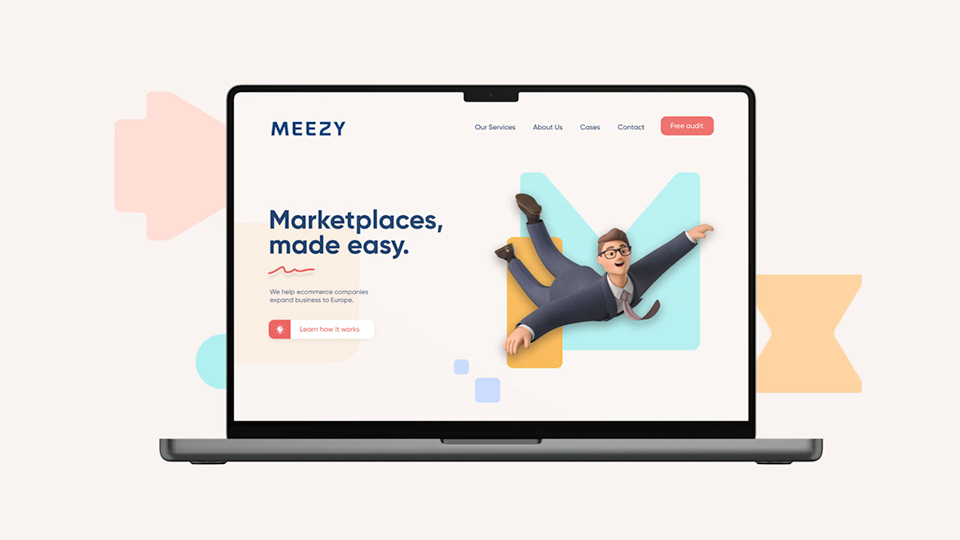 MEEZY
Our Services About Us Cases Contact Free audit
Marketplaces,
made easy.
We help ecommerce companies
expand business to Europe.
Learn how it works